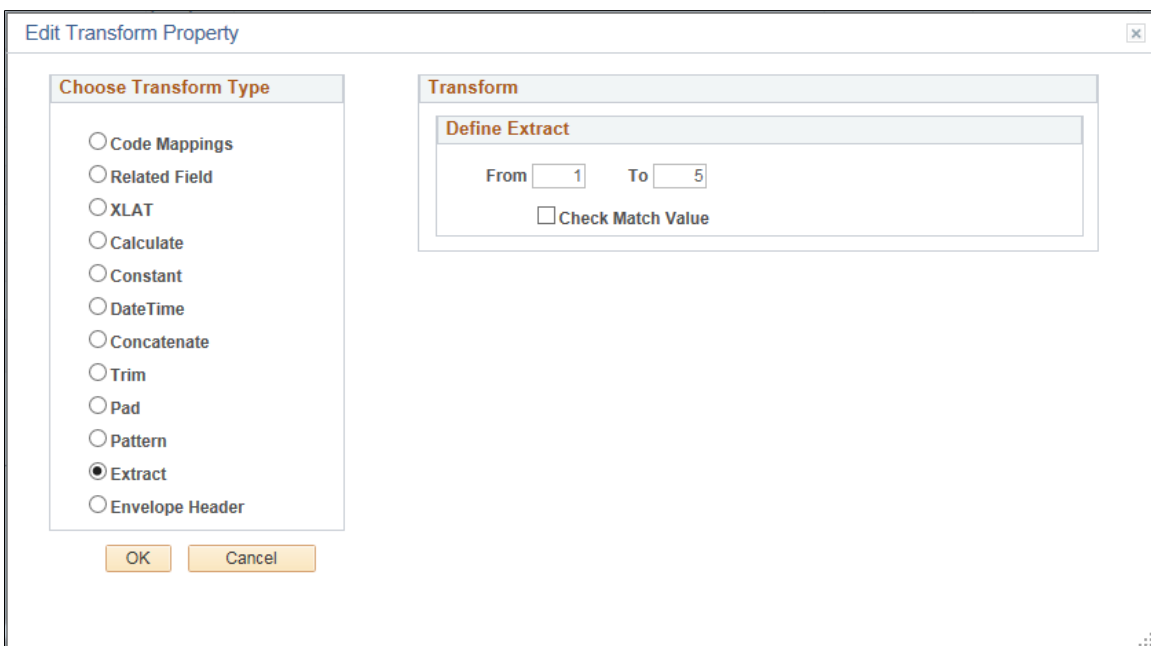 Edit Transform Property
Choose Transform Type
Code Mappings
Related Field
XLAT
Calculate
Constant
DateTime
Concatenate
Trim
Pad
Pattern
Extract
Envelope Header
OK Cancel
Transform
Define Extract
From 1 To 5
Check Match Value